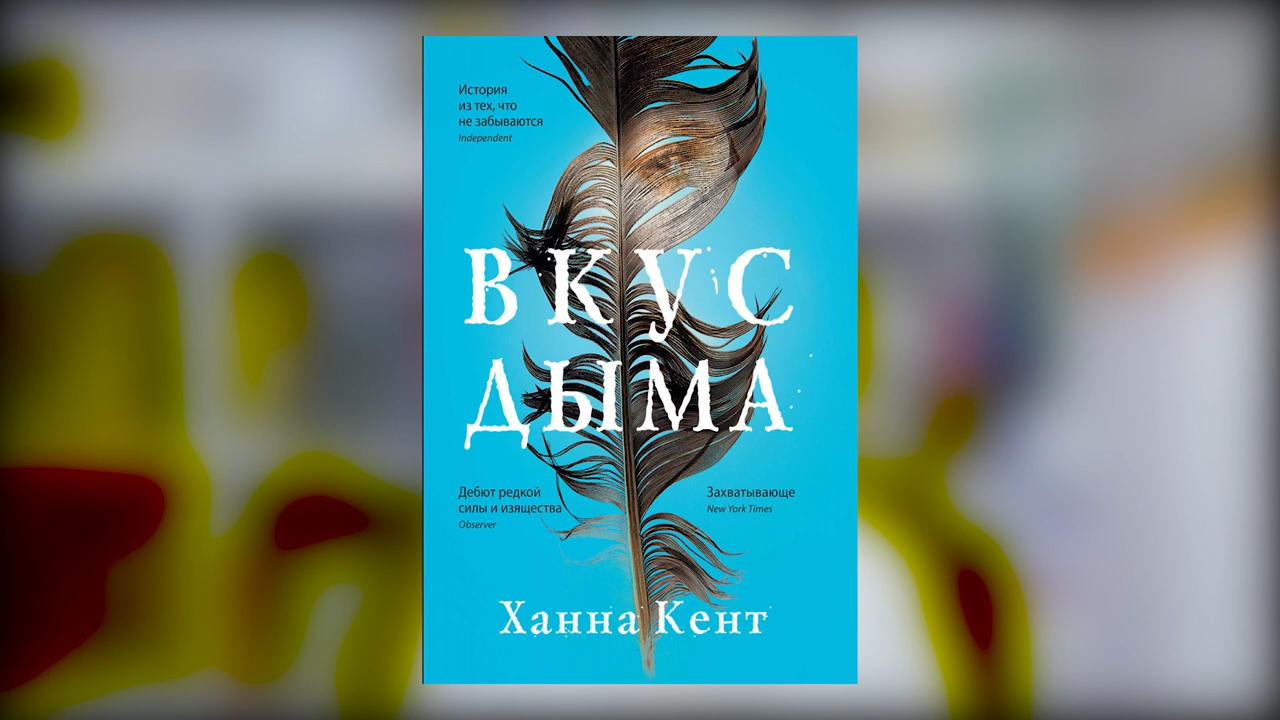 История
из тех, что
не забываются
Independent
ВКУС
ДЫМА
Дебют редкой
силы и изящества
Observer
Захватывающе
New York Times
Ханна Кент